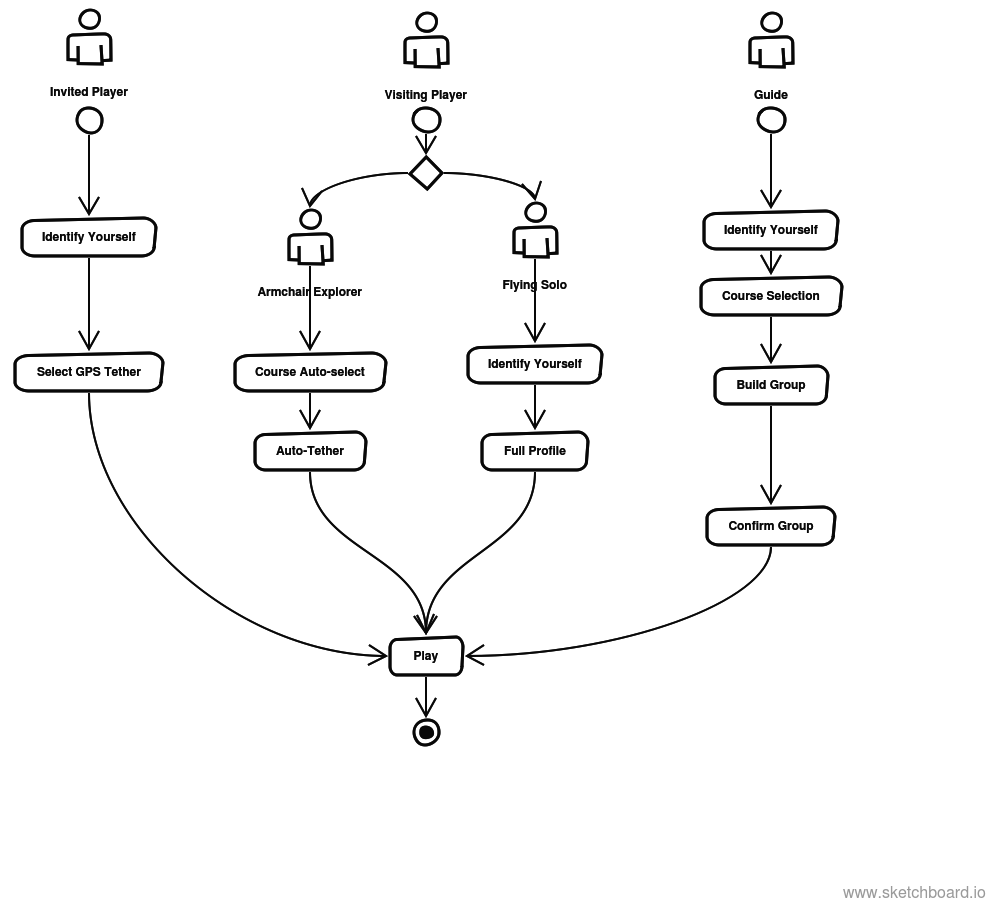 Invited Player
Visiting Player
Guide
Identify Yourself
Identify Yourself
Armchair Explorer
Flying Solo
Course Selection
Select GPS Tether
Course Auto-select
Identify Yourself
Build Group
Auto-Tether
Full Profile
Confirm Group
Play
www.sketchboard.io